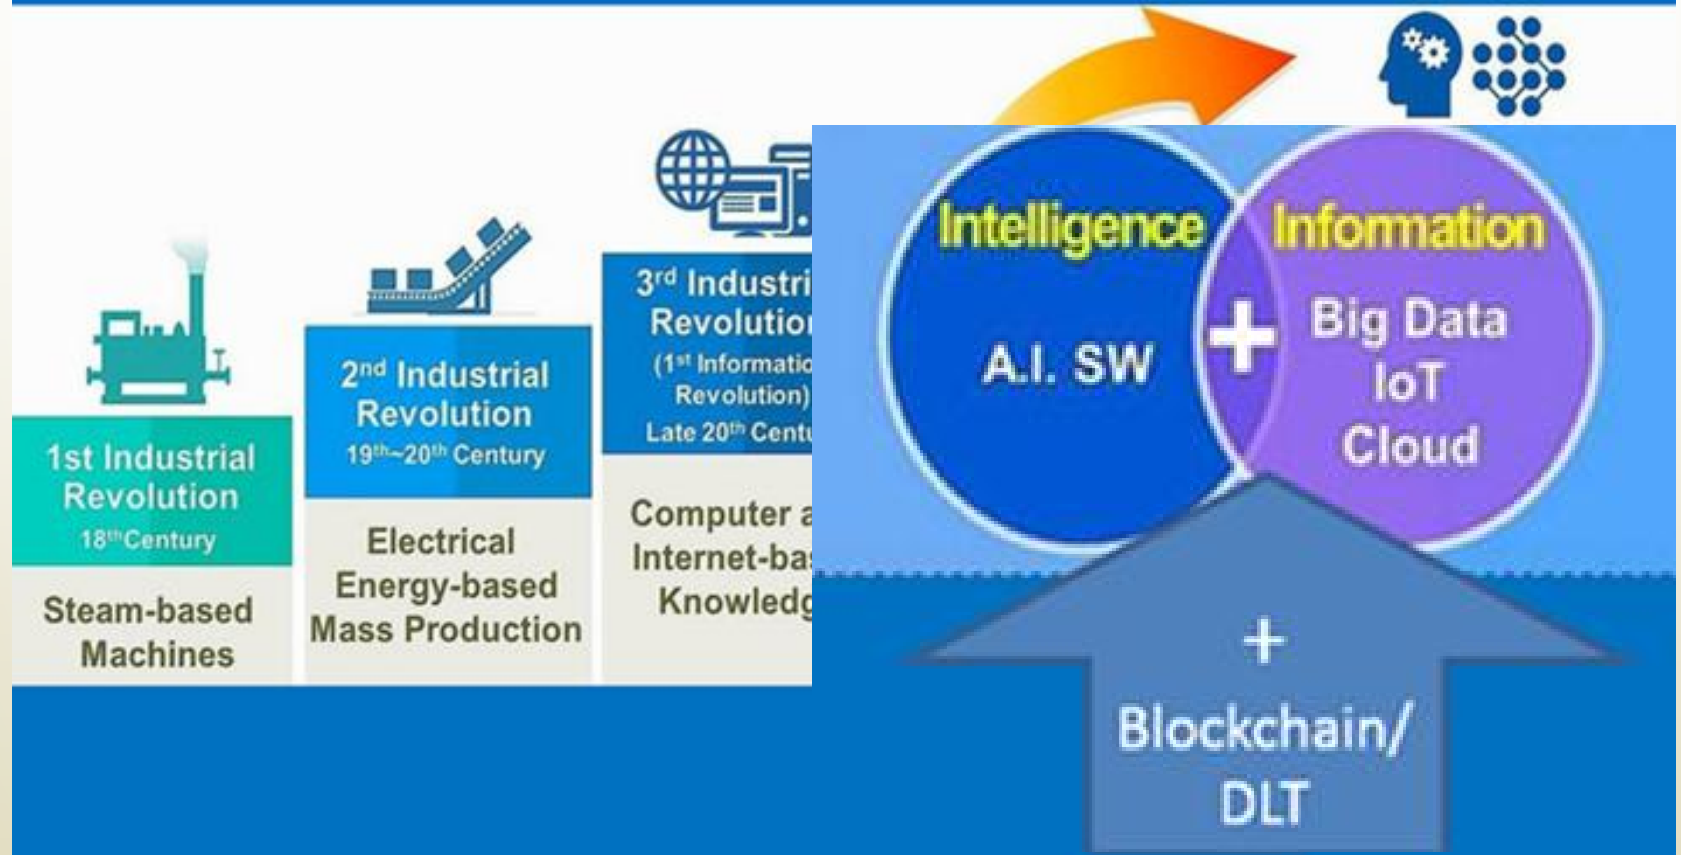 1st Industrial
Revolution
18thCentury
Steam-based
Machines
2nd Industrial
Revolution
19th~20th Century
Electrical
Energy-based
Mass Production
3rd Industri
Revolutio
(1st Informatio
Revolution)
Late 20th Centu
Computer a
Internet-ba
Knowledg
Intelligence
A.I. SW
+
Information
Big Data
IoT
Cloud
+
Blockchain/
DLT